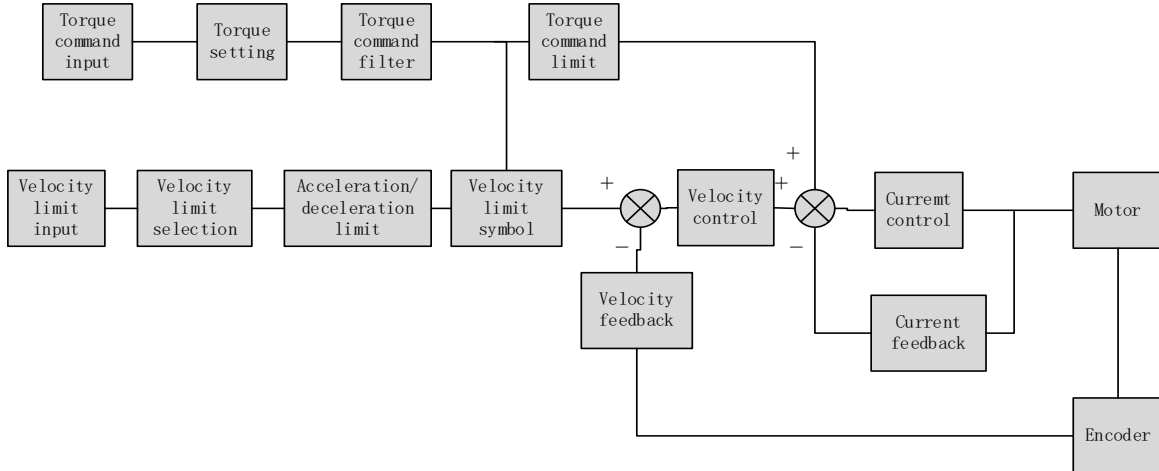 Torque
command
input
Torque
setting
Torque
command
filter
Torque
command
limit
Velocity
limit
input
Velocity
limit
selection
Acceleration/
deceleration
limit
Velocity
limit
symbol
+
−
Velocity
control
+
+
−
Curremt
control
Motor
Velocity
feedback
Current
feedback
Encoder